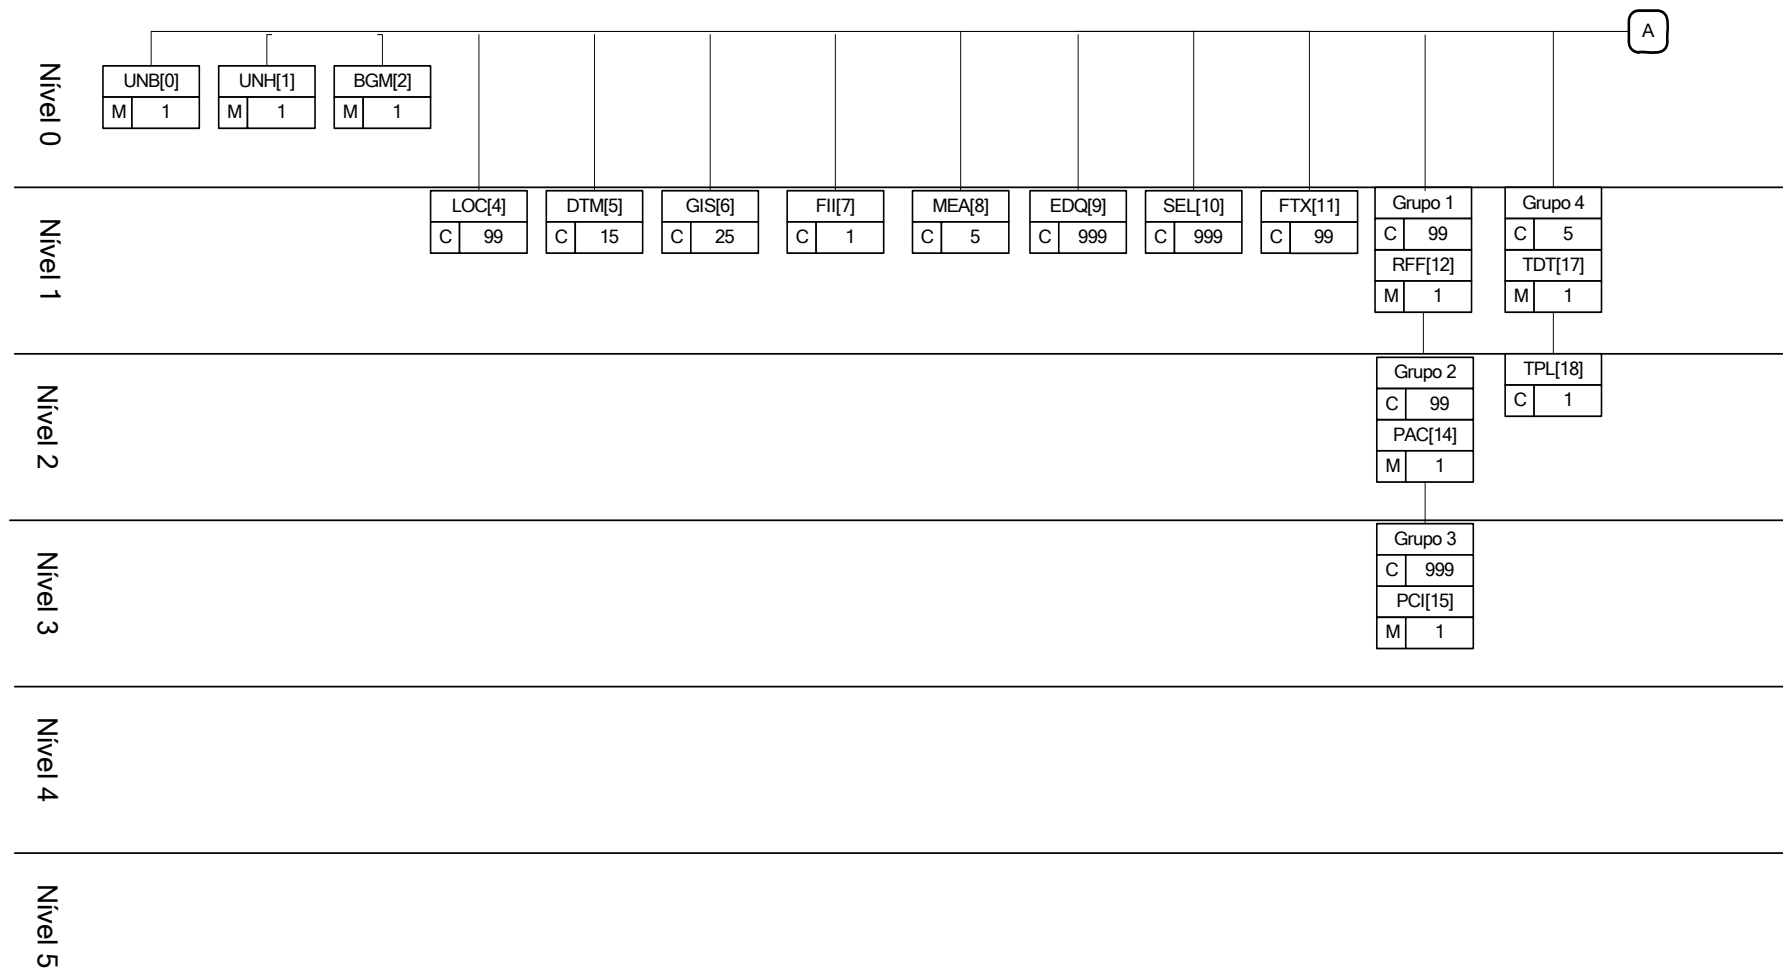 A
Nível 0
UNB[0] UNH[1] BGM[2]
M 1 M 1 M 1
Nível 1
LOC[4] DTM[5] GIS[6] FII[7] MEA[8] EDQ[9] SEL[10] FTX[11] Grupo 1 Grupo 4
C 99 C 15 C 25 C 1 C 5 C 999 C 999 C 99 C 99 C 5
RFF[12] TDT[17]
M 1 M 1
Nível 2
Grupo 2 TPL[18]
C 99 C 1
PAC[14]
M 1
Nível 3
Grupo 3
C 999
PCI[15]
M 1
Nível 4
Nível 5